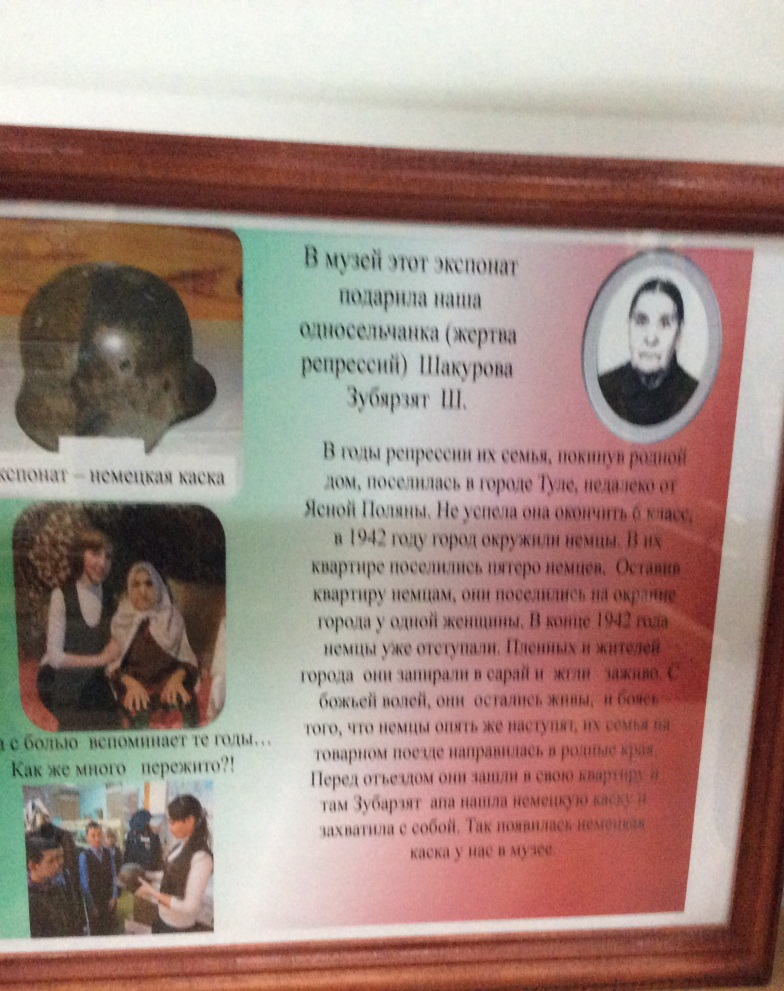 В музей этот экспонат
подарила наша
односельчанка (жертва
репрессий) Шакурова
Зубярзят Ш.
кспонат – немецкая каска
В годы репрессии их семья, покинув родной
дом, поселилась в городе Туле, недалеко от
Ясной Поляны. Не успела она окончить 6 класс,
в 1942 году город окружили немцы. В их
квартире поселились пятеро немцев. Оставив
квартиру немцам, они поселились на окраине
города у одной женщины. В конце 1942 года
немцы уже отступали. Пленных и жителей
города они запирали в сарай и жгли заживо. С
божьей волей, они остались живы, и боясь
того, что немцы опять же наступят, их семья на
товарном поезде направилась в родные края.
Перед отъездом они зашли в свою квартиру и
там Зубарзят апа нашла немецкую каску и
захватила с собой. Так появилась немецкая
каска у нас в музее.
а с болью вспоминает те годы...
Как же много пережито?!